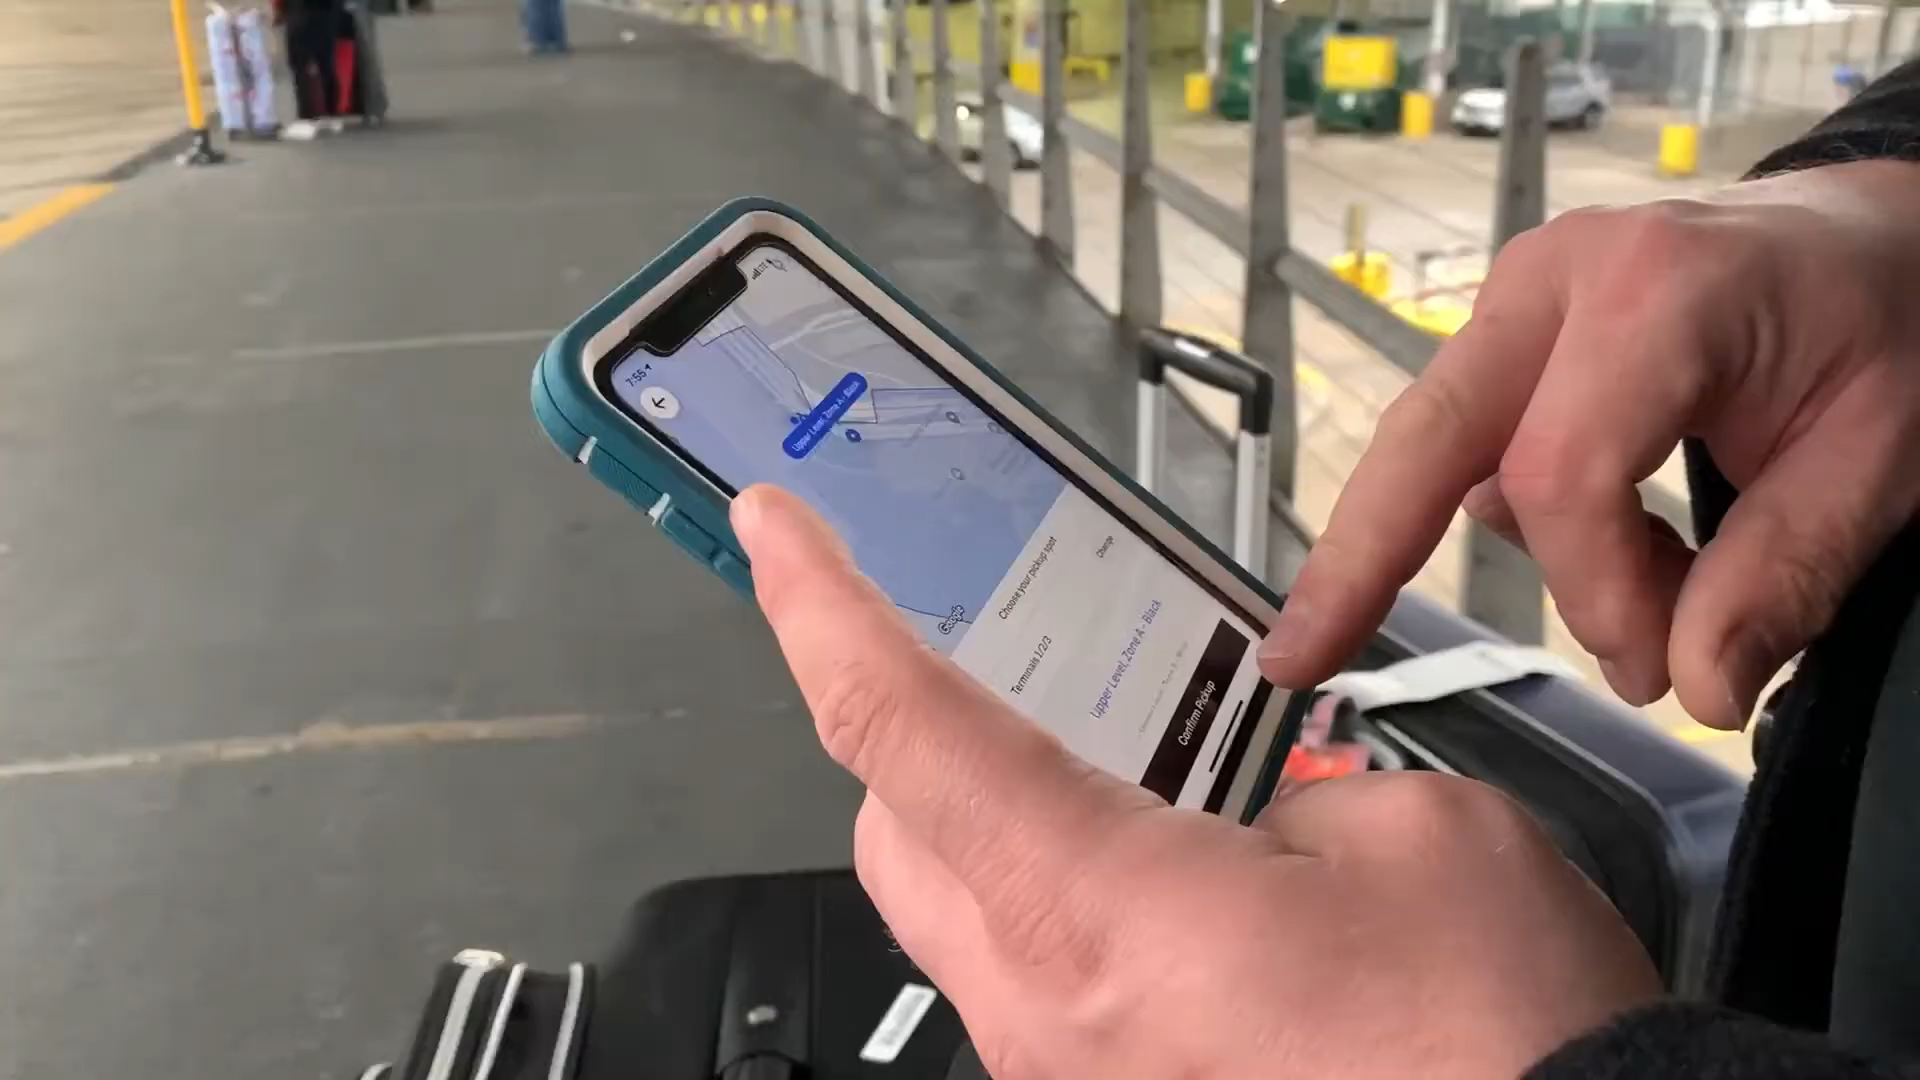 LTE
7:55
Upper Level, Zone A - Black
Google
Choose your pickup spot
Change
Terminals 1/2/3
Upper Level, Zone A - Black
Confirm Pickup